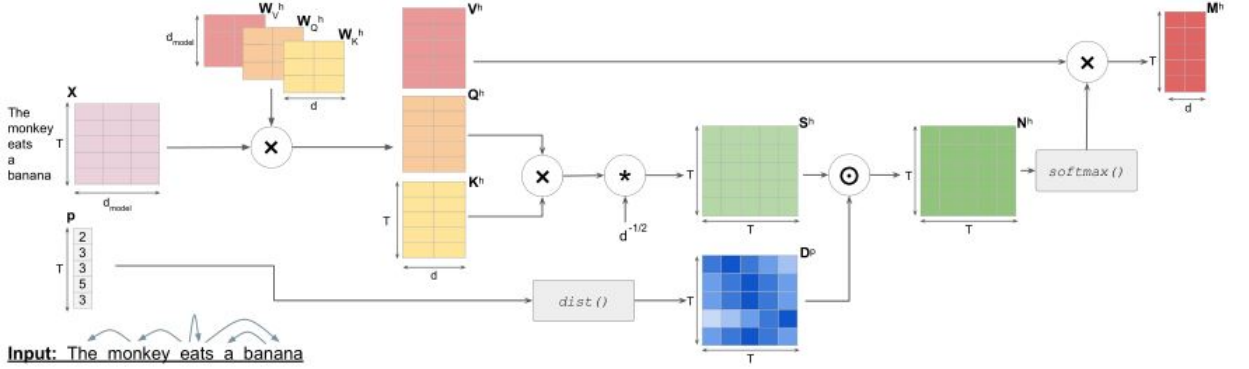 W_V^h
W_Q^h
W_K^h
d_model
d
X
The
monkey
eats
a
banana
T
d_model
×
V^h
Q^h
K^h
T
d
×
*
d^-1/2
S^h
T
T
⊙
N^h
T
T
softmax()
×
M^h
T
d
p
T
2
3
3
5
3
dist()
D^p
T
T
Input: The monkey eats a banana